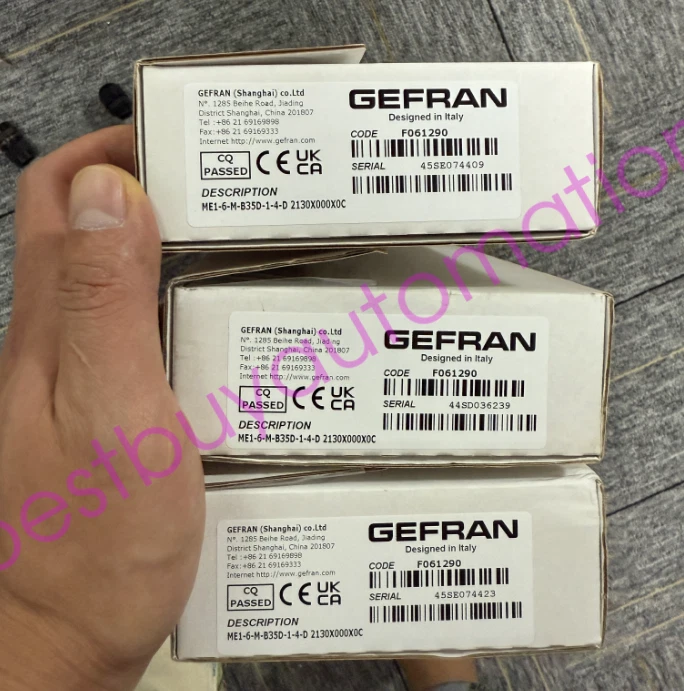 GEFRAN (Shanghai) co.Ltd
N°. 1285 Beihe Road, Jiading
District Shanghai, China 201807
Tel :+86 21 69169898
Fax:+86 21 69169333
Internet http://www.gefran.com
CQ
PASSED
CE UK
CA
DESCRIPTION
ME1-6-M-B35D-1-4-D 2130X000X0C
GEFRAN
Designed in Italy
CODE F061290
SERIAL 45SE074409
GEFRAN (Shanghai) co.Ltd
N°. 1285 Beihe Road, Jiading
District Shanghai, China 201807
Tel :+86 21 69169898
Fax:+86 21 69169333
Internet http://www.gefran.com
CQ
PASSED
CE UK
CA
DESCRIPTION
ME1-6-M-B35D-1-4-D 2130X000X0C
GEFRAN
Designed in Italy
CODE F061290
SERIAL 44SD036239
GEFRAN (Shanghai) co.Ltd
N°. 1285 Beihe Road, Jiading
District Shanghai, China 201807
Tel :+86 21 69169898
Fax:+86 21 69169333
Internet http://www.gefran.com
CQ
PASSED
CE UK
CA
DESCRIPTION
ME1-6-M-B35D-1-4-D 2130X000X0C
GEFRAN
Designed in Italy
CODE F061290
SERIAL 45SE074423
bestbuyautomation